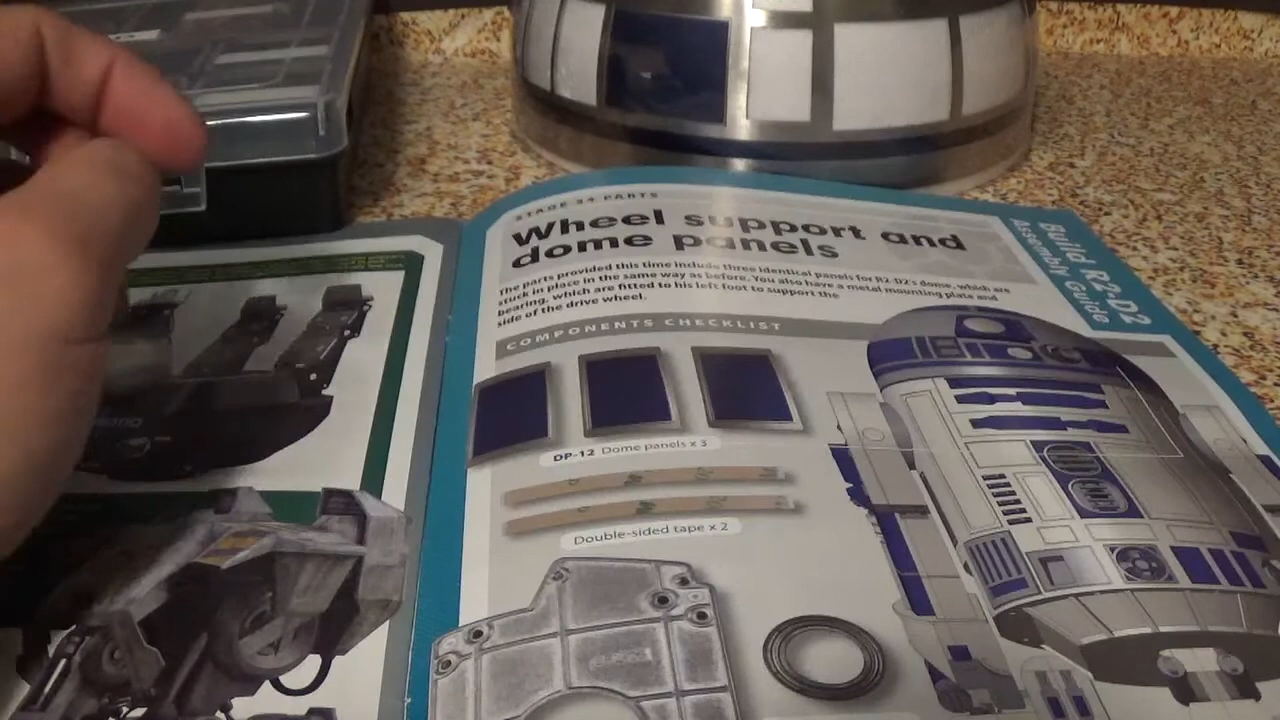 STAGE 34 PARTS
Wheel support and
dome panels
The parts provided this time include three identical panels for R2-D2's dome, which are
stuck in place in the same way as before. You also have a metal mounting plate and
bearing, which are fitted to his left foot to support the
side of the drive wheel.
COMPONENTS CHECKLIST
DP-12 Dome panels x 3
Double-sided tape x 2
Build R2-D2
Assembly Guide